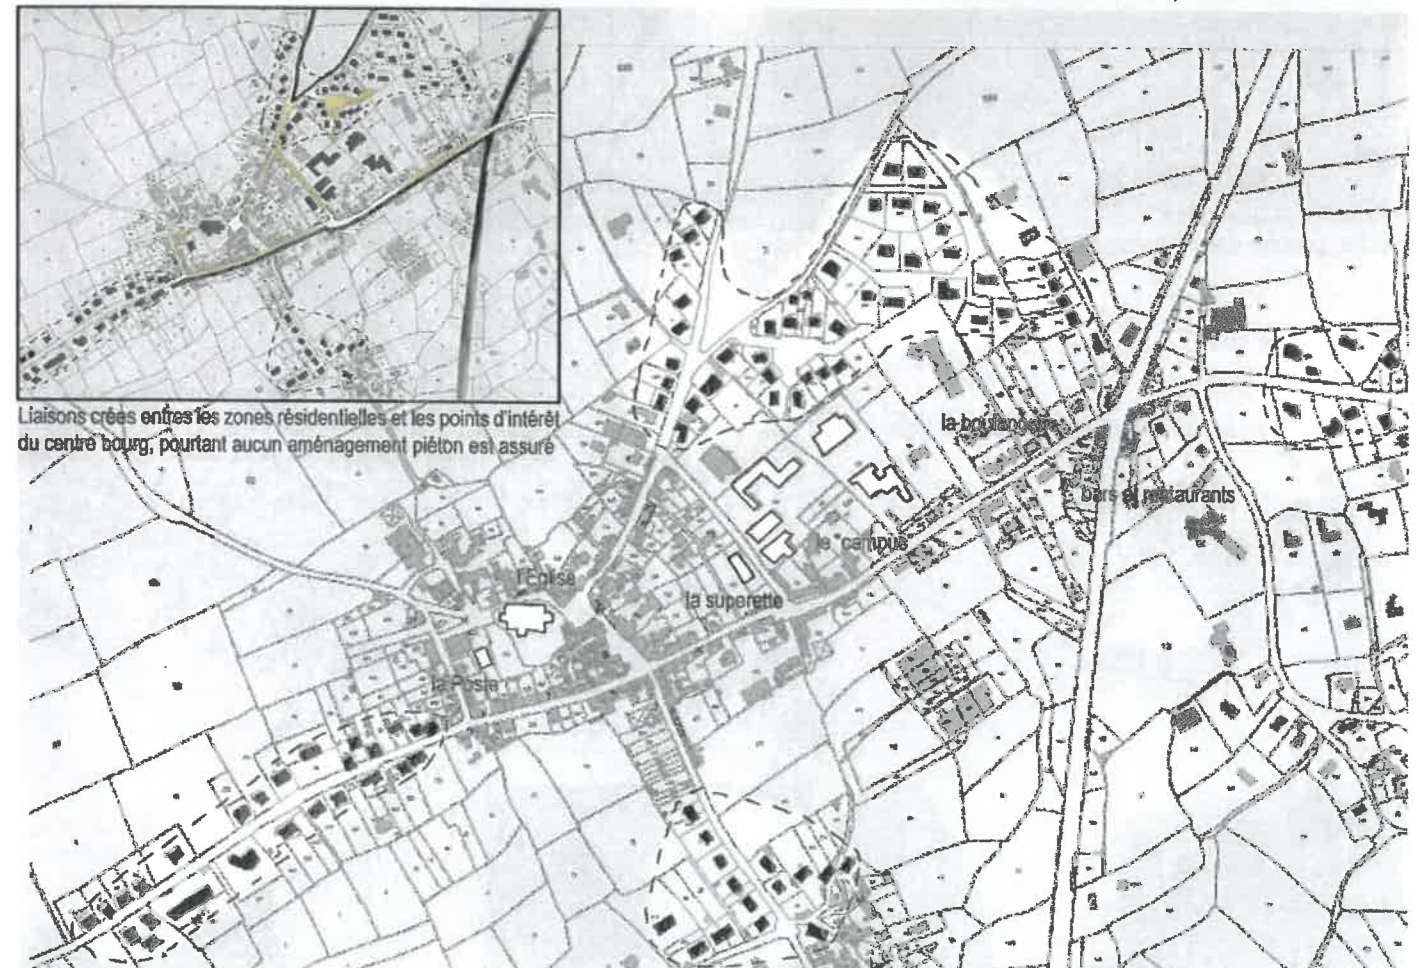 Liaisons crées entres les zones résidentielles et les points d'intérêt
du centre bourg, pourtant aucun aménagement piéton est assuré
la boulangerie
bars et restaurants
le "campus"
l'Eglise
la superette
la Poste